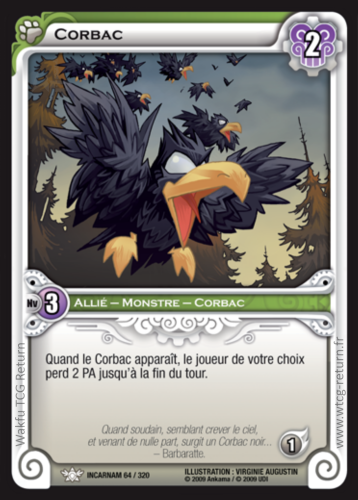 Corbac
2
Nv 3
Allié – Monstre – Corbac
Quand le Corbac apparaît, le joueur de votre choix
perd 2 PA jusqu'à la fin du tour.
Quand soudain, semblant crever le ciel,
et venant de nulle part, surgit un Corbac noir...
– Barbaratte.
1
INCARNAM 64 / 320
ILLUSTRATION : VIRGINIE AUGUSTIN
© 2009 Ankama / © 2009 UDI
Wakfu TCG Return
www.wtcg-return.fr